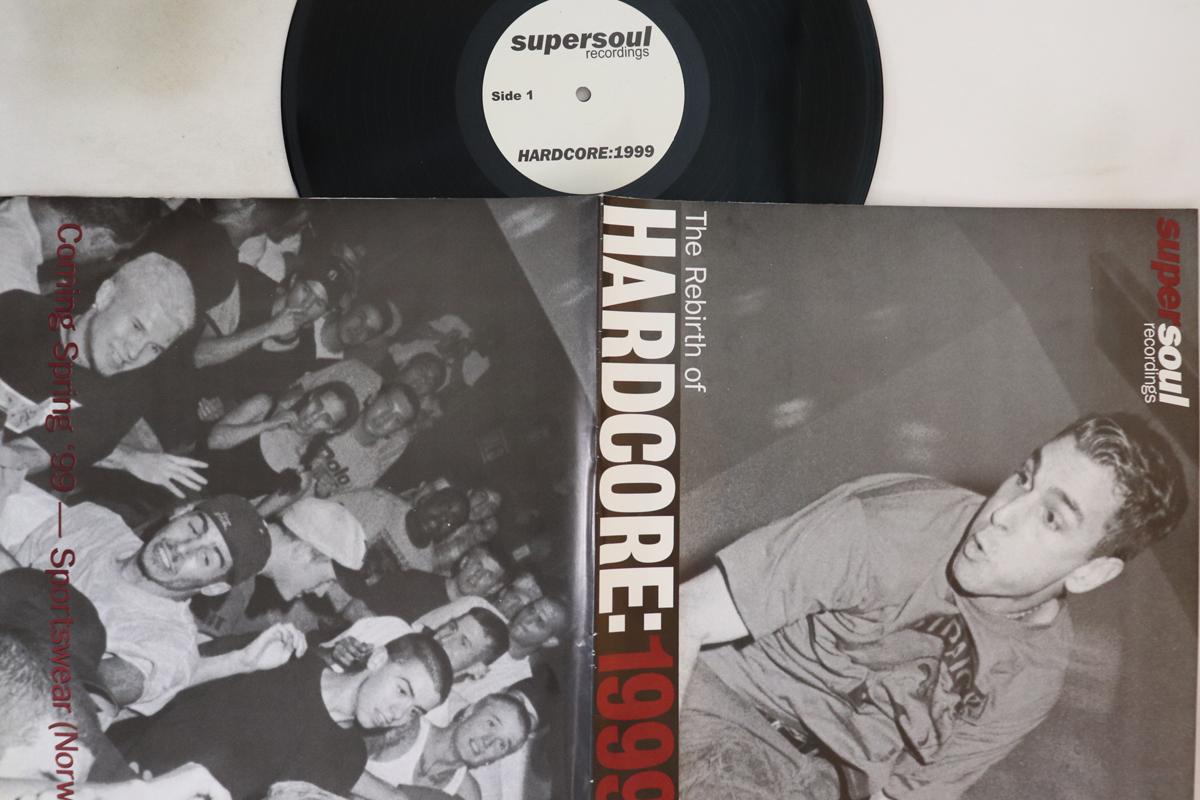 supersoul
recordings
Side 1
HARDCORE:1999
supersoul
recordings
The Rebirth of
HARDCORE:1999
Coming Spring '99 — Sportswear (Norw